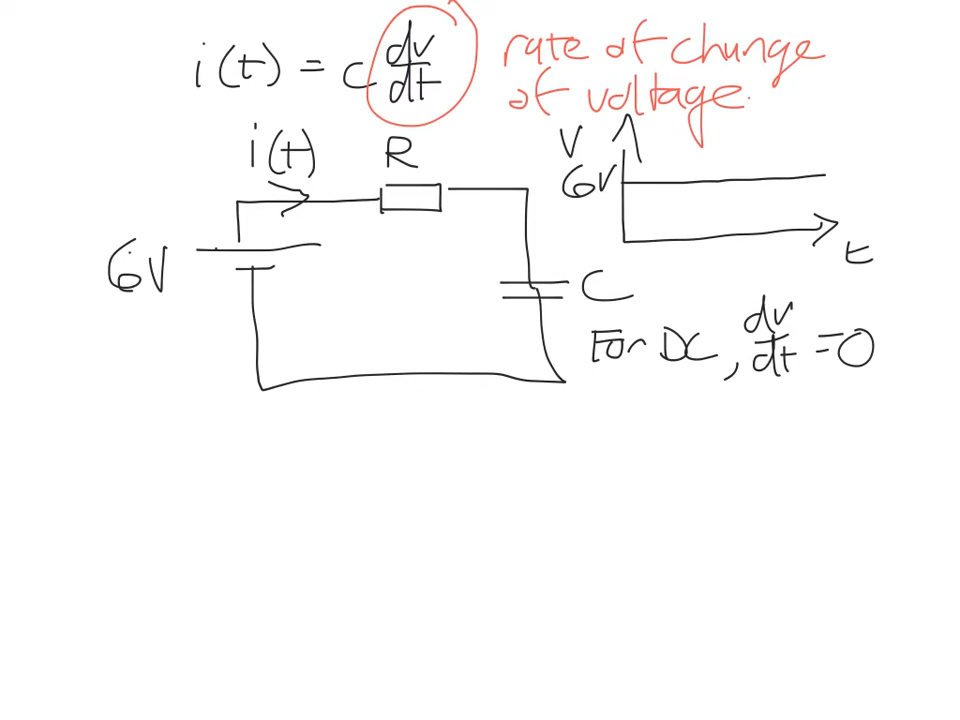 i(t) = C dv/dt
rate of change
of voltage.
i(t)
R
V
6V
6V
t
C
For DC, dv/dt = 0